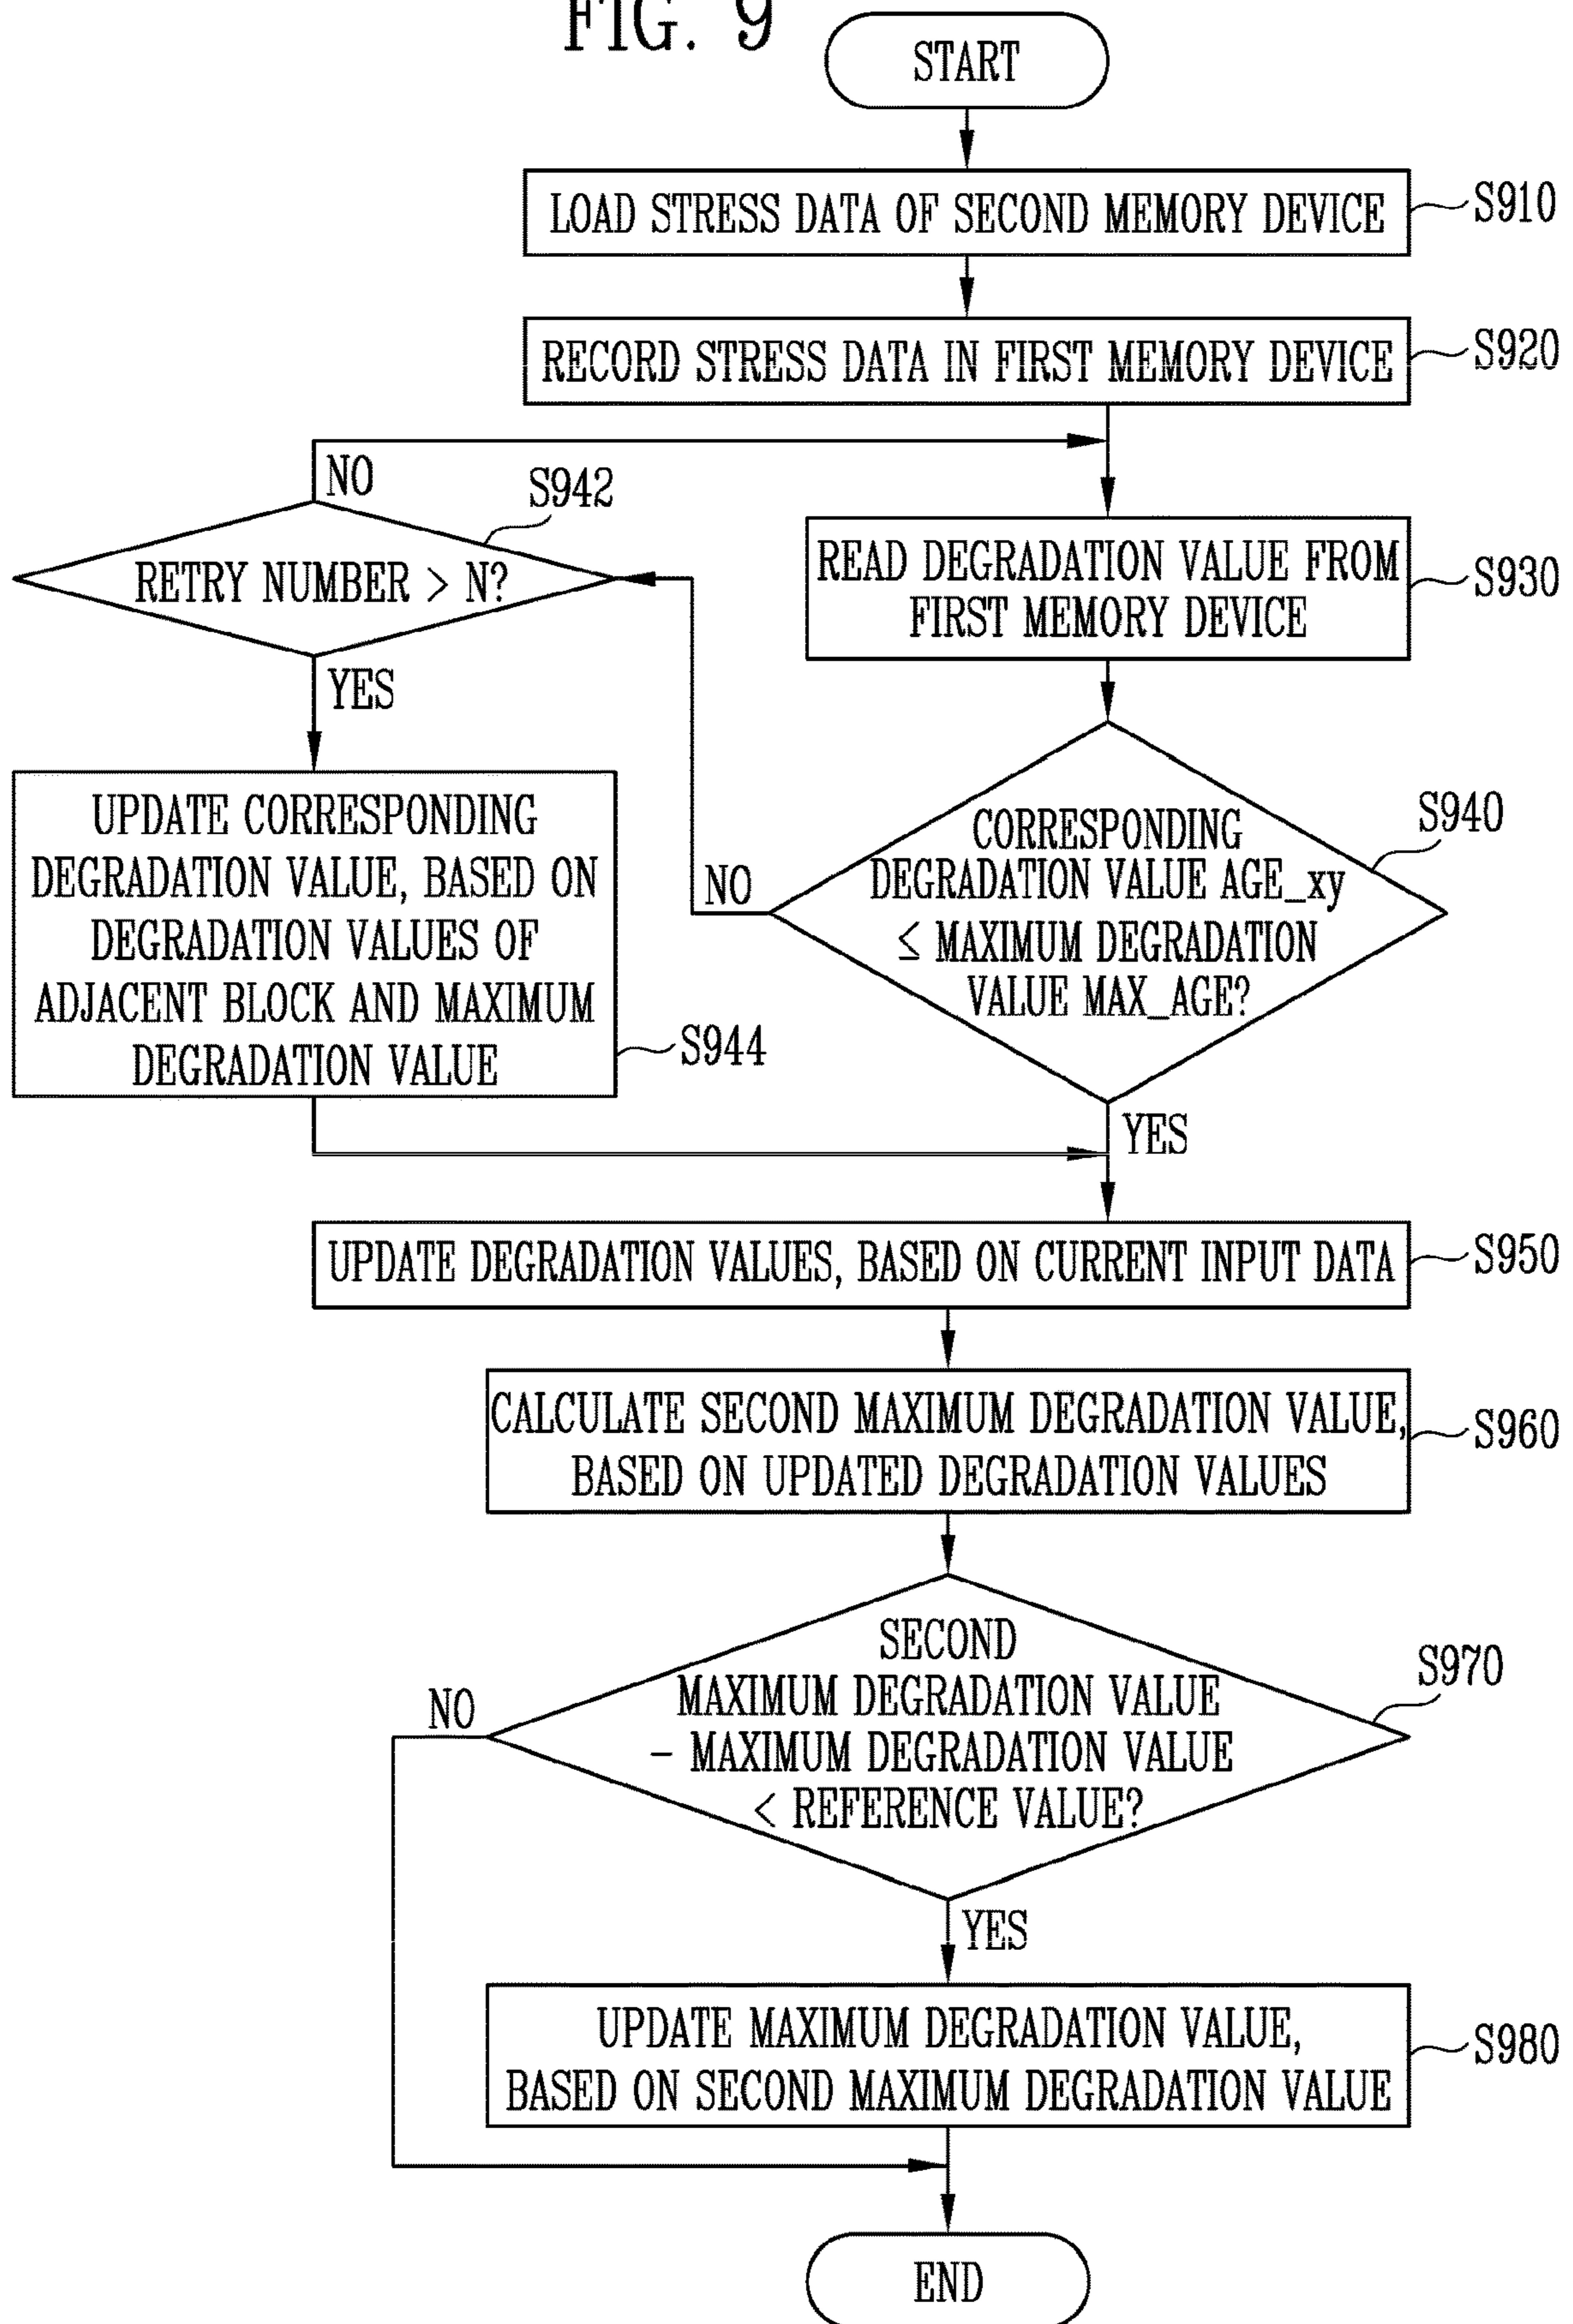 FIG. 9
START
LOAD STRESS DATA OF SECOND MEMORY DEVICE
S910
RECORD STRESS DATA IN FIRST MEMORY DEVICE
S920
NO
S942
RETRY NUMBER > N?
YES
READ DEGRADATION VALUE FROM
FIRST MEMORY DEVICE
S930
UPDATE CORRESPONDING
DEGRADATION VALUE, BASED ON
DEGRADATION VALUES OF
ADJACENT BLOCK AND MAXIMUM
DEGRADATION VALUE
S944
NO
CORRESPONDING
DEGRADATION VALUE AGE_xy
≤ MAXIMUM DEGRADATION
VALUE MAX_AGE?
S940
YES
UPDATE DEGRADATION VALUES, BASED ON CURRENT INPUT DATA
S950
CALCULATE SECOND MAXIMUM DEGRADATION VALUE,
BASED ON UPDATED DEGRADATION VALUES
S960
SECOND
MAXIMUM DEGRADATION VALUE
− MAXIMUM DEGRADATION VALUE
< REFERENCE VALUE?
S970
NO
YES
UPDATE MAXIMUM DEGRADATION VALUE,
BASED ON SECOND MAXIMUM DEGRADATION VALUE
S980
END